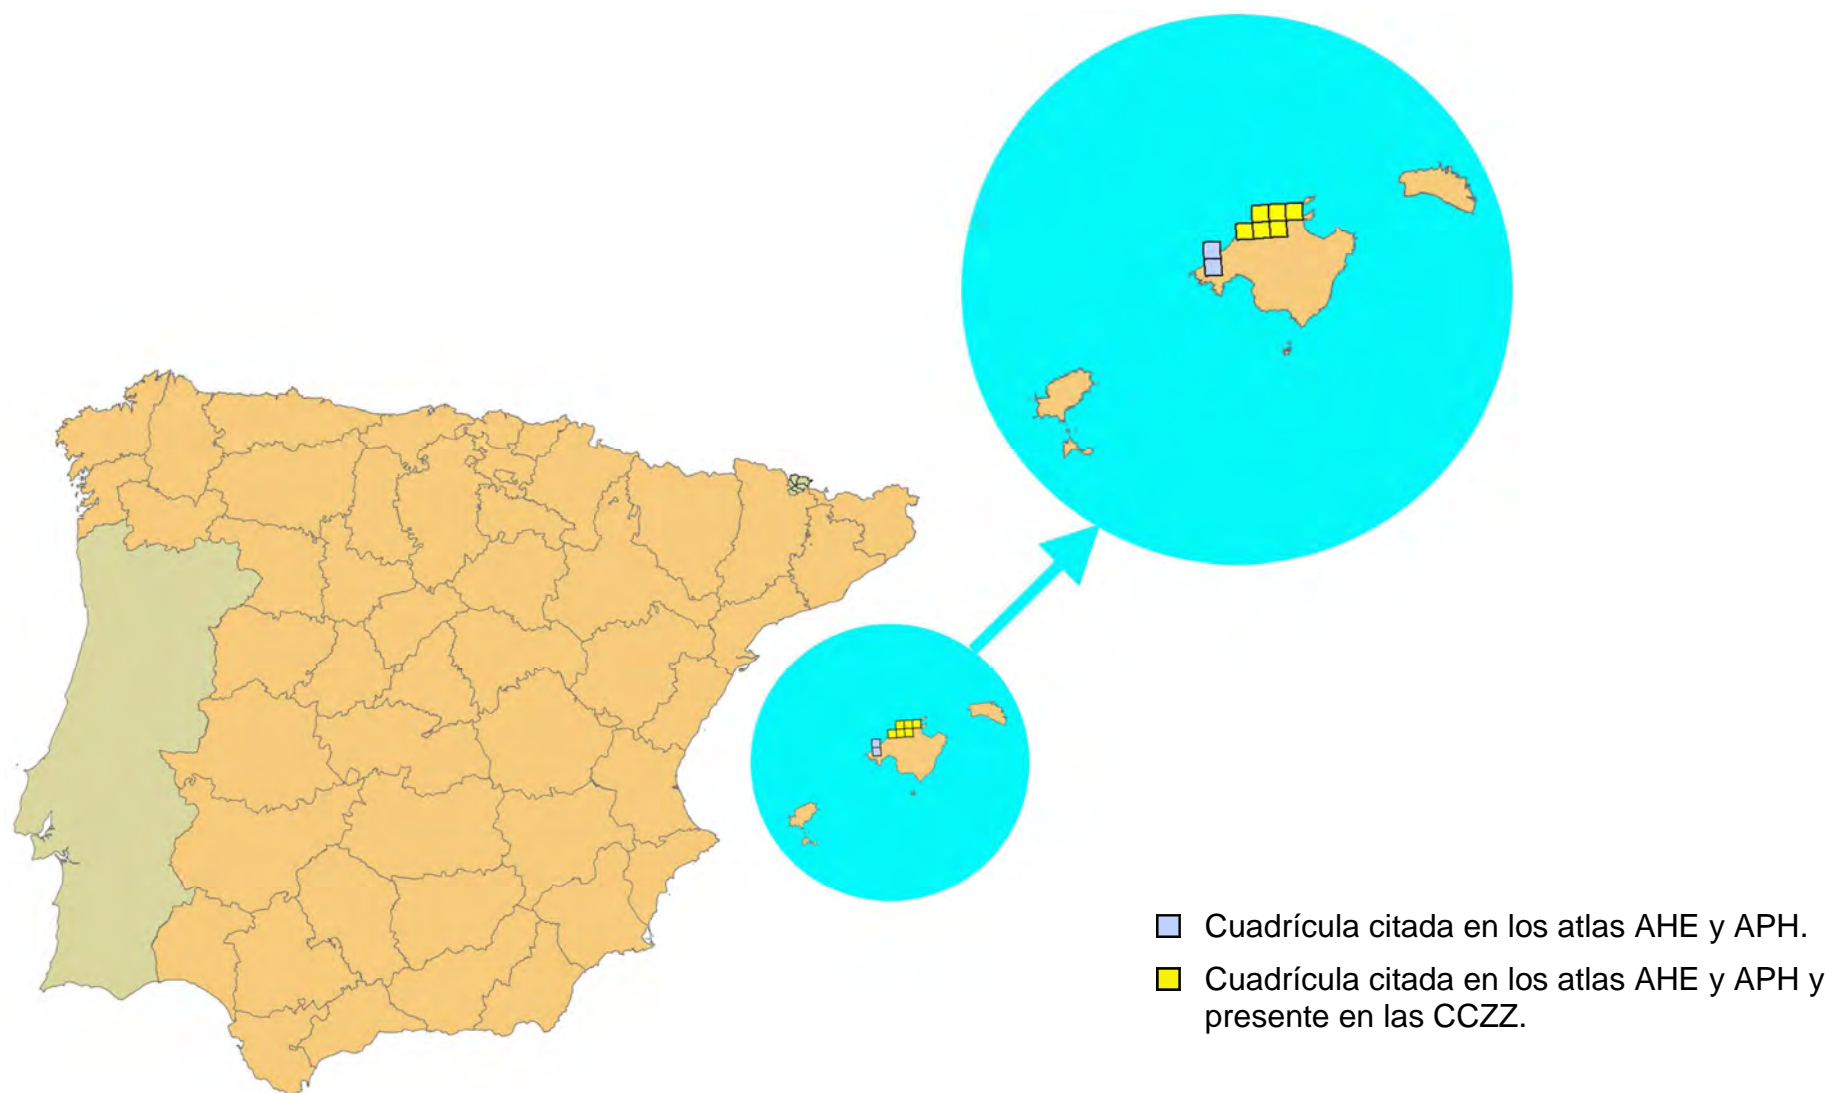 Cuadrícula citada en los atlas AHE y APH.
Cuadrícula citada en los atlas AHE y APH y
presente en las CCZZ.